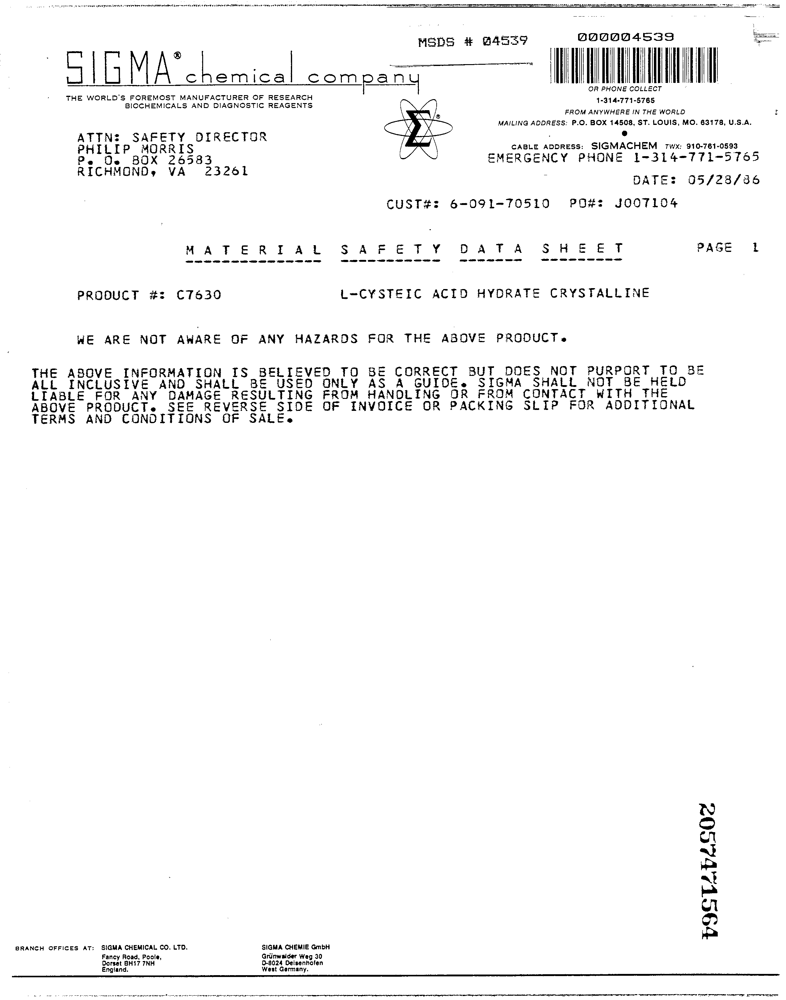 MSDS # 04539
000004539
SIGMA® chemical company
THE WORLD'S FOREMOST MANUFACTURER OF RESEARCH
BIOCHEMICALS AND DIAGNOSTIC REAGENTS
Σ®
OR PHONE COLLECT
1-314-771-5765
FROM ANYWHERE IN THE WORLD
MAILING ADDRESS: P.O. BOX 14508, ST. LOUIS, MO. 63178, U.S.A.
CABLE ADDRESS: SIGMACHEM TWX: 910-761-0593
EMERGENCY PHONE 1-314-771-5765
ATTN: SAFETY DIRECTOR
PHILIP MORRIS
P. O. BOX 26583
RICHMOND, VA 23261
DATE: 05/28/86
CUST#: 6-091-70510 PO#: J007104
MATERIAL SAFETY DATA SHEET PAGE 1
PRODUCT #: C7630 L-CYSTEIC ACID HYDRATE CRYSTALLINE
WE ARE NOT AWARE OF ANY HAZARDS FOR THE ABOVE PRODUCT.
THE ABOVE INFORMATION IS BELIEVED TO BE CORRECT BUT DOES NOT PURPORT TO BE
ALL INCLUSIVE AND SHALL BE USED ONLY AS A GUIDE. SIGMA SHALL NOT BE HELD
LIABLE FOR ANY DAMAGE RESULTING FROM HANDLING OR FROM CONTACT WITH THE
ABOVE PRODUCT. SEE REVERSE SIDE OF INVOICE OR PACKING SLIP FOR ADDITIONAL
TERMS AND CONDITIONS OF SALE.
2057471564
BRANCH OFFICES AT: SIGMA CHEMICAL CO. LTD.
Fancy Road, Poole,
Dorset BH17 7NH
England.
SIGMA CHEMIE GmbH
Grünwalder Weg 30
D-8024 Deisenhofen
West Germany.